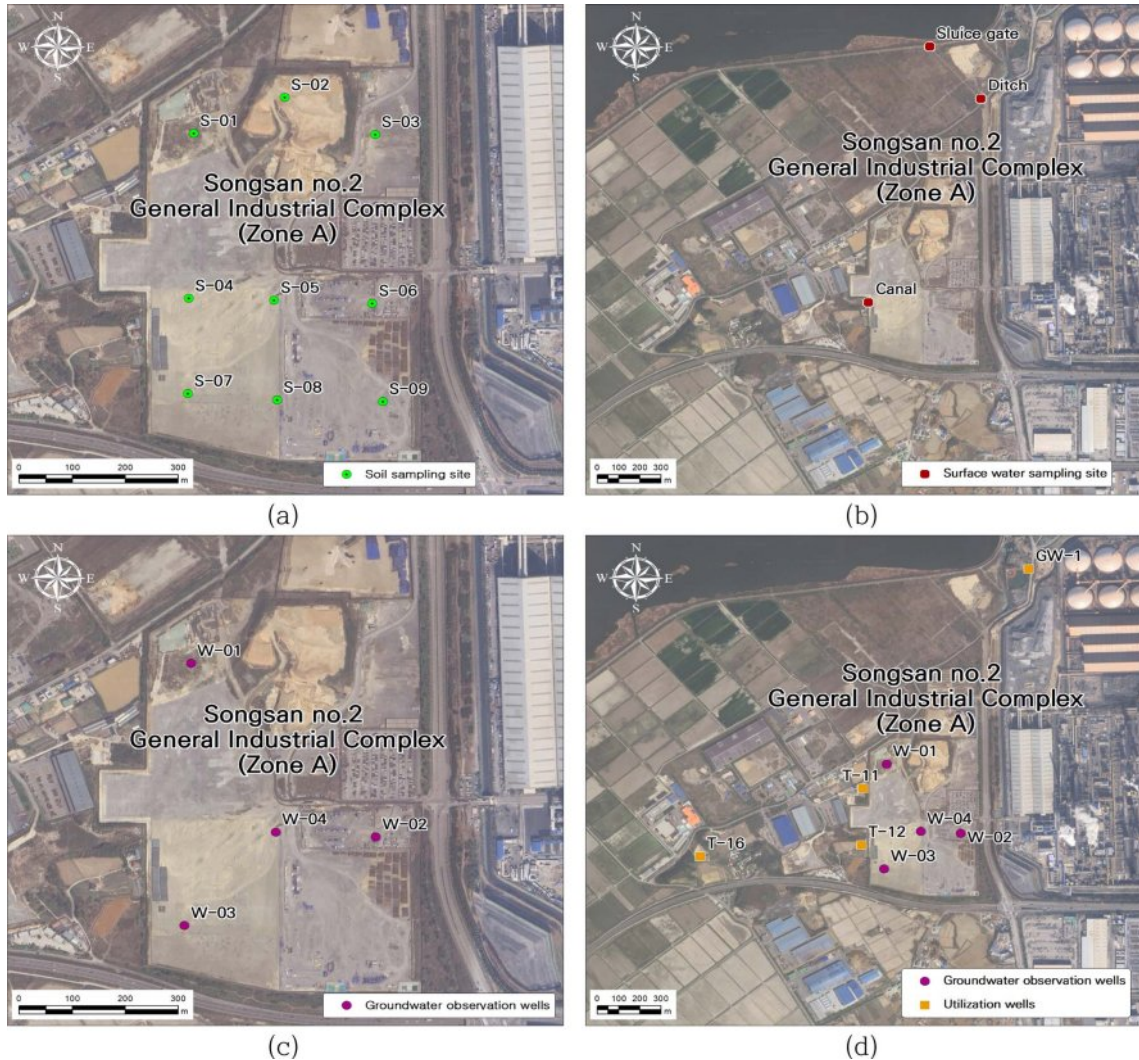 N
W E
S
S-02
S-01
S-03
Songsan no.2
General Industrial Complex
(Zone A)
S-04
S-05
S-06
S-07
S-08
S-09
0 100 200 300
m
Soil sampling site
(a)
N
W E
S
Sluice gate
Ditch
Songsan no.2
General Industrial Complex
(Zone A)
Canal
0 100 200 300
m
Surface water sampling site
(b)
N
W E
S
W-01
Songsan no.2
General Industrial Complex
(Zone A)
W-04
W-02
W-03
0 100 200 300
m
Groundwater observation wells
(c)
N
W E
S
GW-1
Songsan no.2
General Industrial Complex
(Zone A)
W-01
T-11
W-04
W-02
T-12
T-16
W-03
0 100 200 300
m
Groundwater observation wells
Utilization wells
(d)